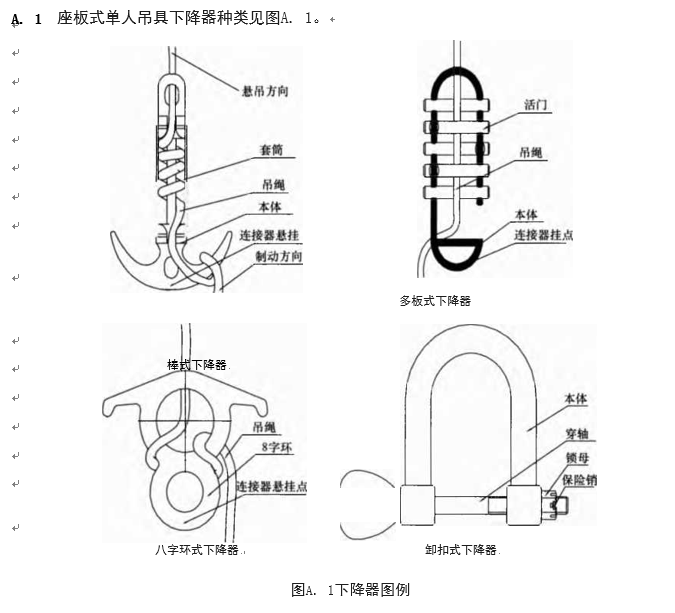 A. 1 座板式单人吊具下降器种类见图A. 1。
悬吊方向
套筒
吊绳
本体
连接器悬挂
制动方向
活门
吊绳
本体
连接器挂点
多板式下降器
棒式下降器
吊绳
8字环
连接器悬挂点
八字环式下降器
本体
穿轴
锁母
保险销
卸扣式下降器
图A. 1下降器图例